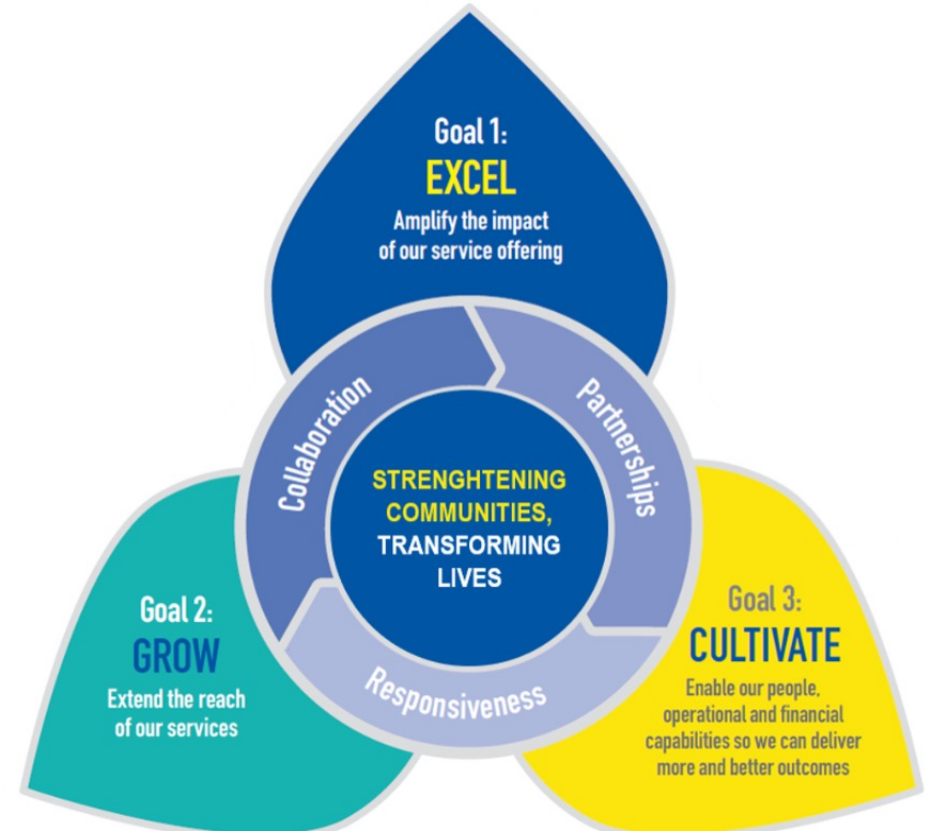 Goal 1:
EXCEL
Amplify the impact
of our service offering
Collaboration
Partnerships
STRENGHTENING
COMMUNITIES,
TRANSFORMING
LIVES
Responsiveness
Goal 2:
GROW
Extend the reach
of our services
Goal 3:
CULTIVATE
Enable our people,
operational and financial
capabilities so we can deliver
more and better outcomes